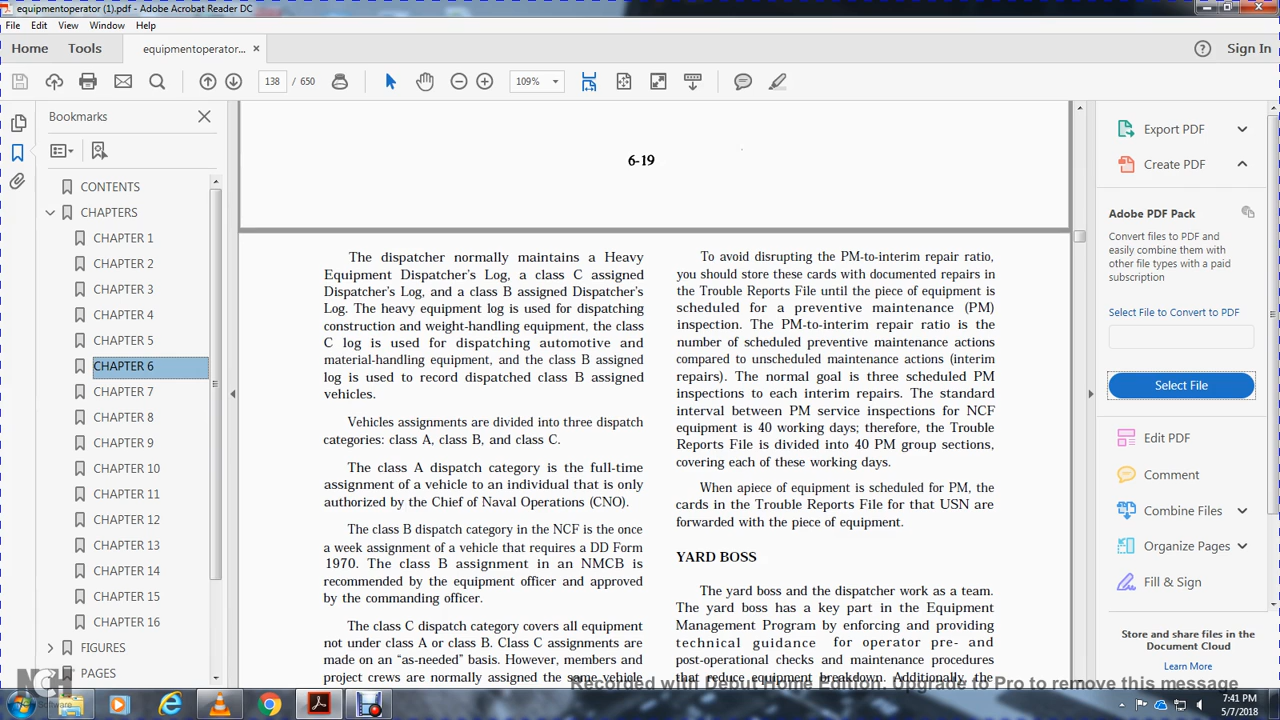 equipmentoperator (1).pdf - Adobe Acrobat Reader DC
File Edit View Window Help
Home Tools equipmentoperator... × Sign In
138 / 650 109%
Bookmarks
CONTENTS
CHAPTERS
CHAPTER 1
CHAPTER 2
CHAPTER 3
CHAPTER 4
CHAPTER 5
CHAPTER 6
CHAPTER 7
CHAPTER 8
CHAPTER 9
CHAPTER 10
CHAPTER 11
CHAPTER 12
CHAPTER 13
CHAPTER 14
CHAPTER 15
CHAPTER 16
FIGURES
PAGES
6-19
The dispatcher normally maintains a Heavy
Equipment Dispatcher's Log, a class C assigned
Dispatcher's Log, and a class B assigned Dispatcher's
Log. The heavy equipment log is used for dispatching
construction and weight-handling equipment, the class
C log is used for dispatching automotive and
material-handling equipment, and the class B assigned
log is used to record dispatched class B assigned
vehicles.
Vehicles assignments are divided into three dispatch
categories: class A, class B, and class C.
The class A dispatch category is the full-time
assignment of a vehicle to an individual that is only
authorized by the Chief of Naval Operations (CNO).
The class B dispatch category in the NCF is the once
a week assignment of a vehicle that requires a DD Form
1970. The class B assignment in an NMCB is
recommended by the equipment officer and approved
by the commanding officer.
The class C dispatch category covers all equipment
not under class A or class B. Class C assignments are
made on an "as-needed" basis. However, members and
project crews are normally assigned the same vehicle
To avoid disrupting the PM-to-interim repair ratio,
you should store these cards with documented repairs in
the Trouble Reports File until the piece of equipment is
scheduled for a preventive maintenance (PM)
inspection. The PM-to-interim repair ratio is the
number of scheduled preventive maintenance actions
compared to unscheduled maintenance actions (interim
repairs). The normal goal is three scheduled PM
inspections to each interim repairs. The standard
interval between PM service inspections for NCF
equipment is 40 working days; therefore, the Trouble
Reports File is divided into 40 PM group sections,
covering each of these working days.
When apiece of equipment is scheduled for PM, the
cards in the Trouble Reports File for that USN are
forwarded with the piece of equipment.
YARD BOSS
The yard boss and the dispatcher work as a team.
The yard boss has a key part in the Equipment
Management Program by enforcing and providing
technical guidance for operator pre- and
post-operational checks and maintenance procedures
that reduce equipment breakdown. Additionally, the
Export PDF
Create PDF
Adobe PDF Pack
Convert files to PDF and
easily combine them with
other file types with a paid
subscription
Select File to Convert to PDF
Select File
Edit PDF
Comment
Combine Files
Organize Pages
Fill & Sign
Store and share files in the
Document Cloud
Learn More
NCH Software
Recorded with Debut Home Edition. Upgrade to Pro to remove this message
7:41 PM
5/7/2018